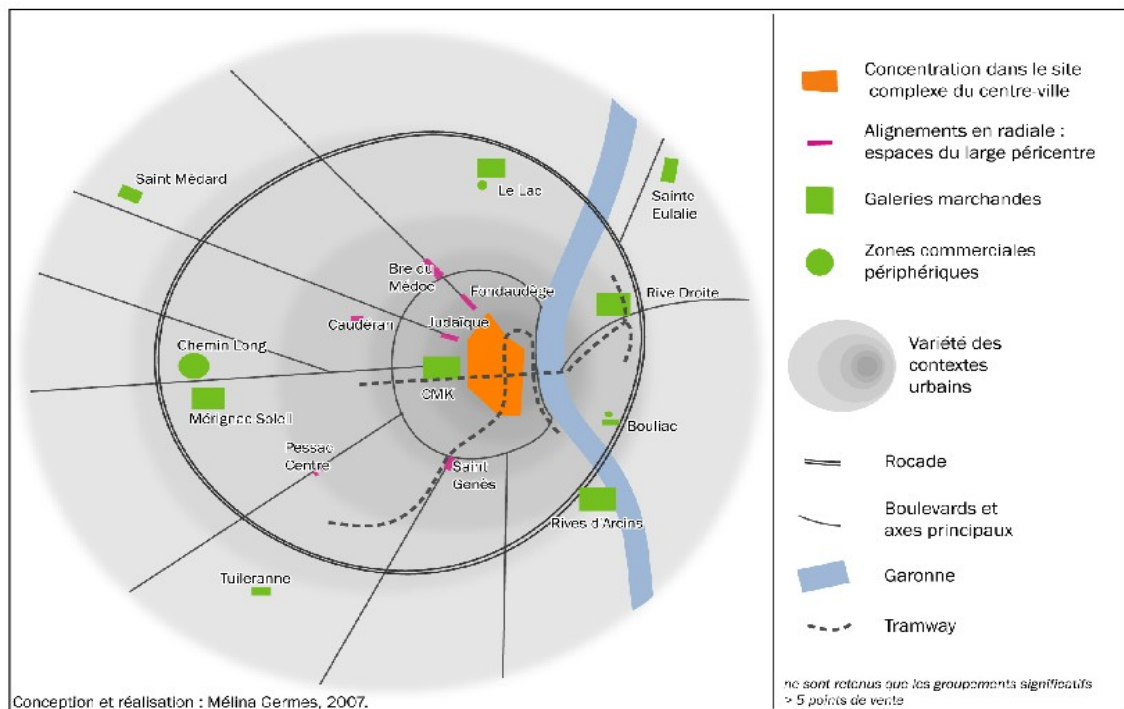 Saint Médard
Le Lac
Sainte
Eulalie
Bre du
Médoc
Fondaudège
Rive Droite
Caudéran
Judaïque
Chemin Long
CMK
Mérignac Soleil
Bouliac
Pessac
Centre
Saint
Genès
Rives d'Arcins
Tuileranne
Conception et réalisation : Mélina Germes, 2007.
Concentration dans le site
complexe du centre-ville
Alignements en radiale :
espaces du large péricentre
Galeries marchandes
Zones commerciales
périphériques
Variété des
contextes
urbains
Rocade
Boulevards et
axes principaux
Garonne
Tramway
ne sont retenus que les groupements significatifs
> 5 points de vente